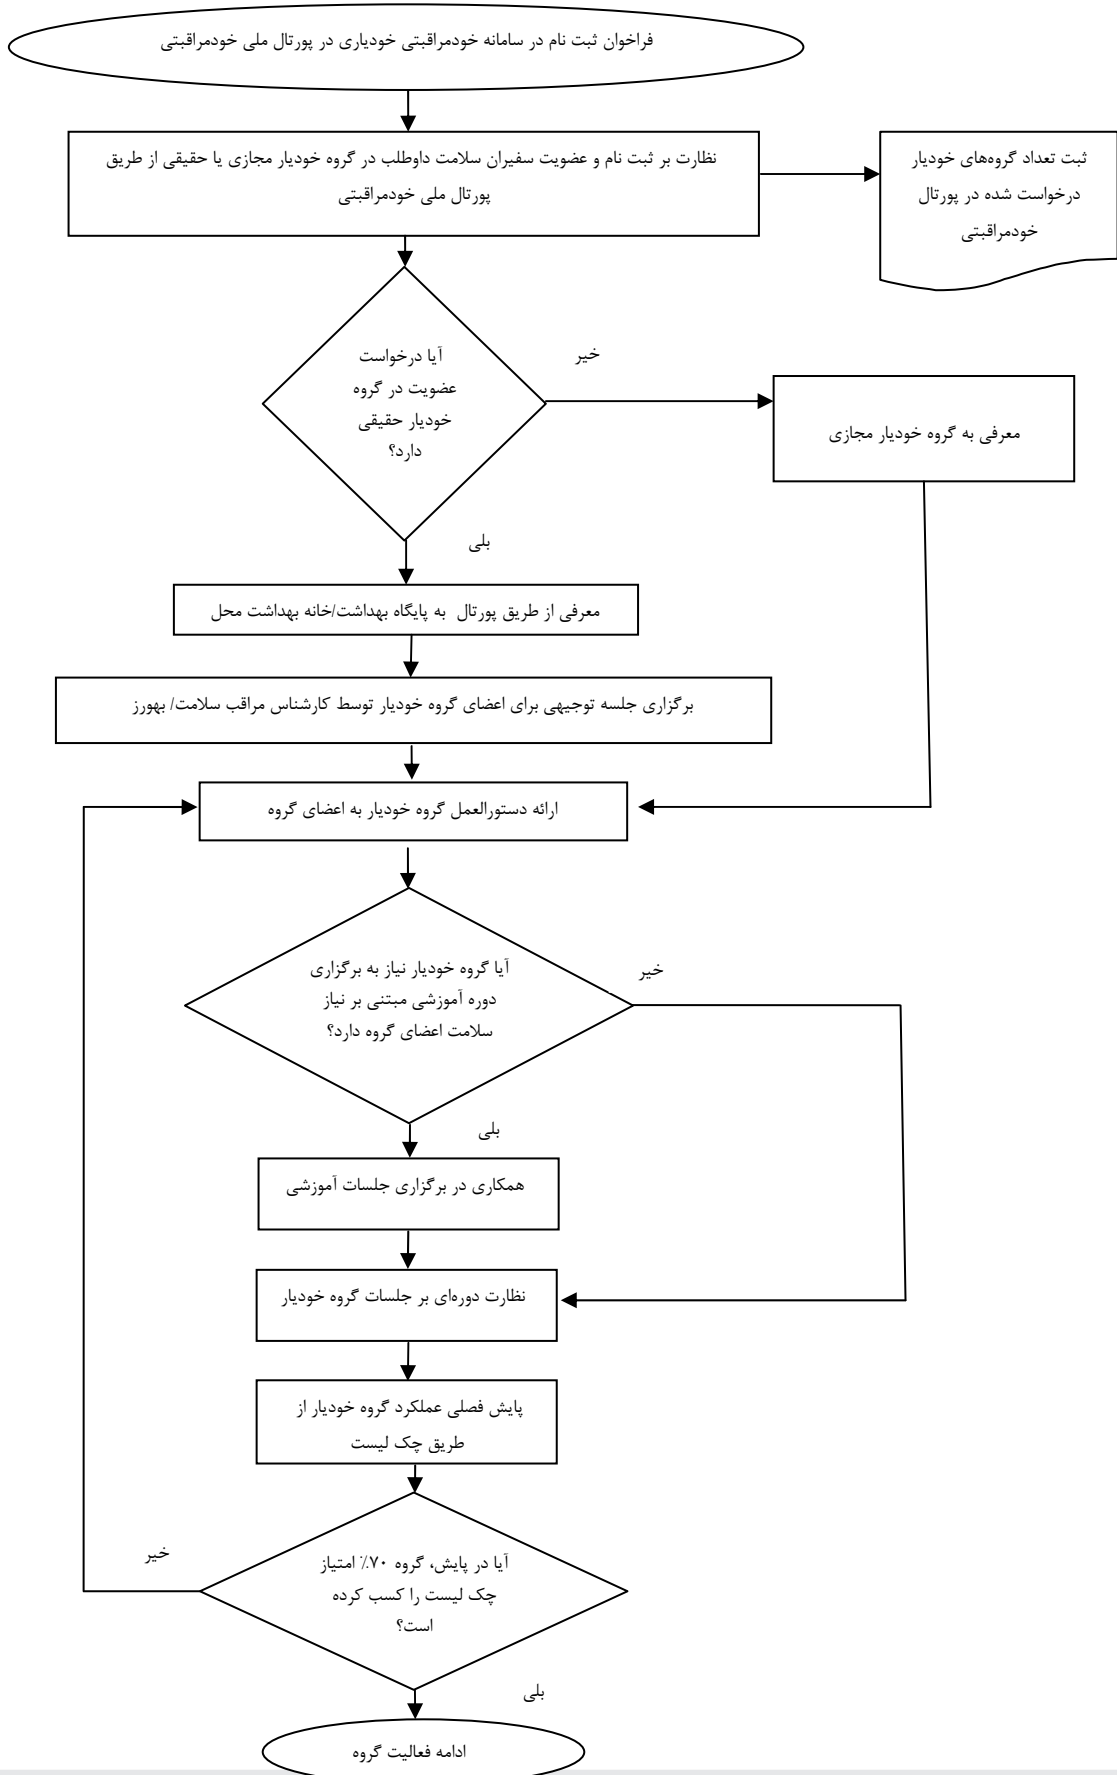 فراخوان ثبت نام در سامانه خودمراقبتی خودیاری در پورتال ملی خودمراقبتی
نظارت بر ثبت نام و عضویت سفیران سلامت داوطلب در گروه خودیار مجازی یا حقیقی از طریق
پورتال ملی خودمراقبتی
ثبت تعداد گروه‌های خودیار
درخواست شده در پورتال
خودمراقبتی
آیا درخواست
عضویت در گروه
خودیار حقیقی
دارد؟
خیر
معرفی به گروه خودیار مجازی
بلی
معرفی از طریق پورتال به پایگاه بهداشت/خانه بهداشت محل
برگزاری جلسه توجیهی برای اعضای گروه خودیار توسط کارشناس مراقب سلامت/ بهورز
ارائه دستورالعمل گروه خودیار به اعضای گروه
آیا گروه خودیار نیاز به برگزاری
دوره آموزشی مبتنی بر نیاز
سلامت اعضای گروه دارد؟
خیر
بلی
همکاری در برگزاری جلسات آموزشی
نظارت دوره‌ای بر جلسات گروه خودیار
پایش فصلی عملکرد گروه خودیار از
طریق چک لیست
آیا در پایش، گروه ۷۰٪ امتیاز
چک لیست را کسب کرده
است؟
خیر
بلی
ادامه فعالیت گروه